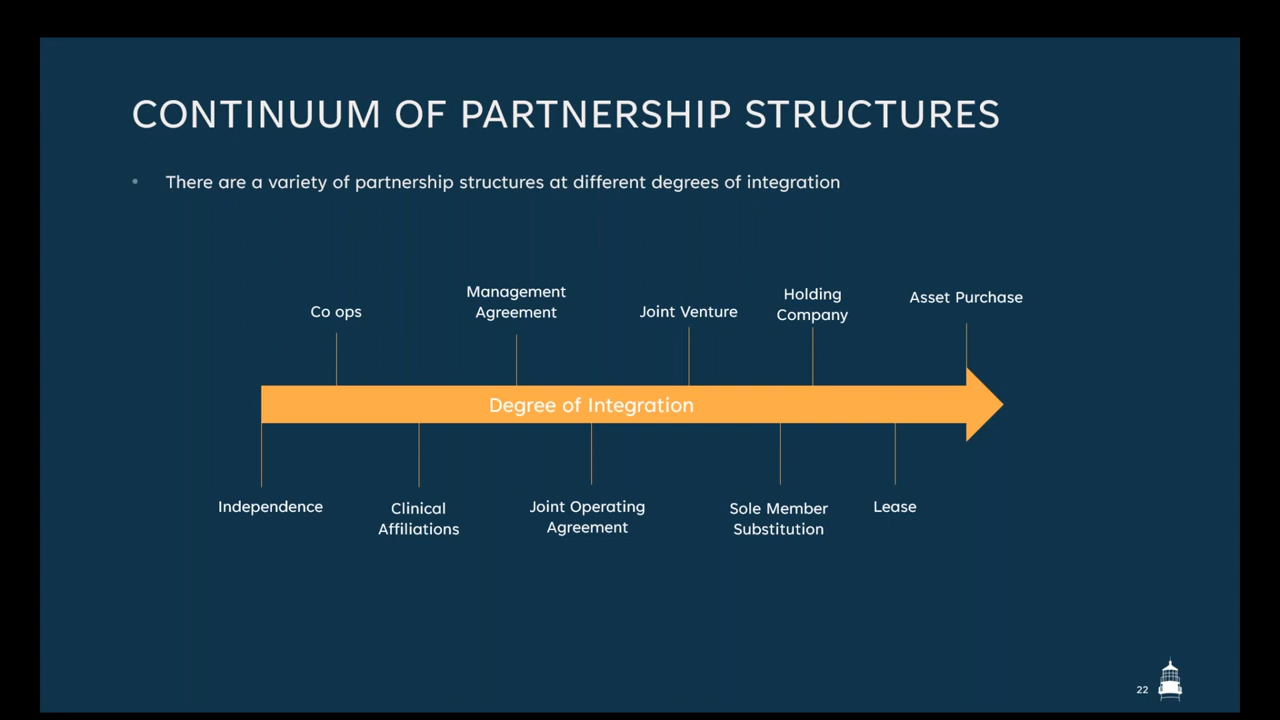 CONTINUUM OF PARTNERSHIP STRUCTURES
• There are a variety of partnership structures at different degrees of integration
Co ops
Management
Agreement
Joint Venture
Holding
Company
Asset Purchase
Degree of Integration
Independence
Clinical
Affiliations
Joint Operating
Agreement
Sole Member
Substitution
Lease
22